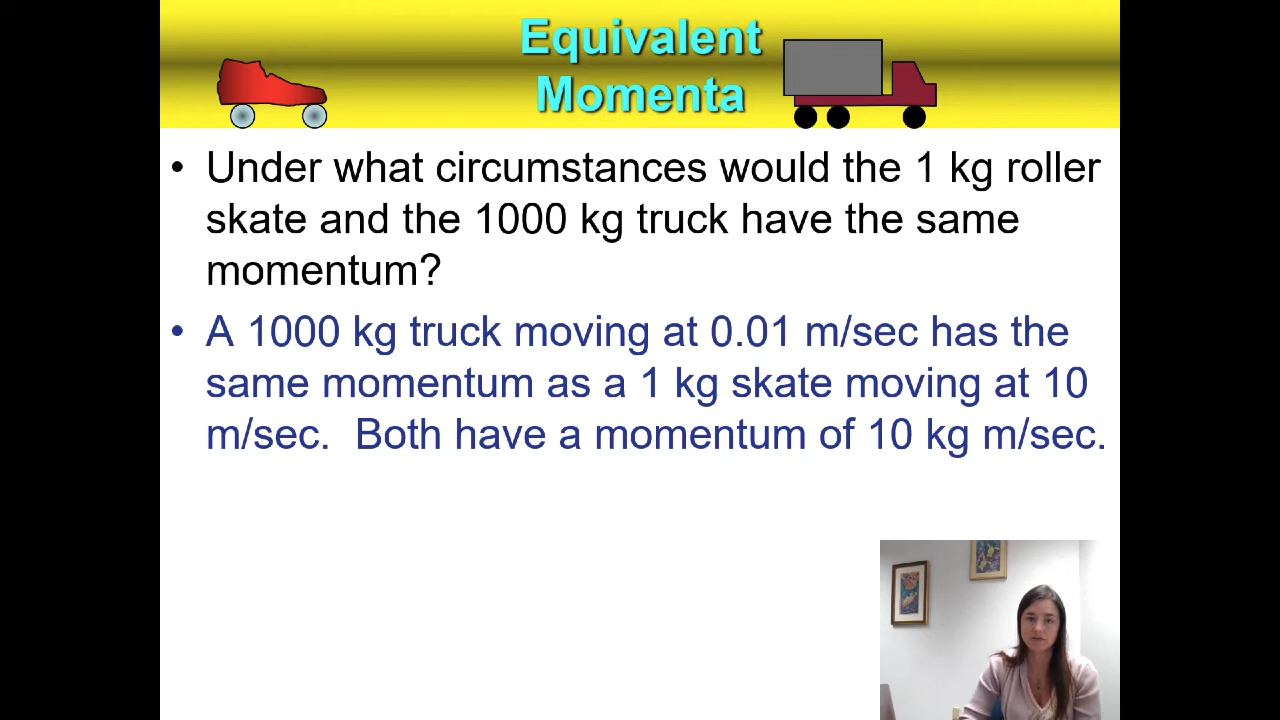 Equivalent
Momenta
• Under what circumstances would the 1 kg roller
skate and the 1000 kg truck have the same
momentum?
• A 1000 kg truck moving at 0.01 m/sec has the
same momentum as a 1 kg skate moving at 10
m/sec.  Both have a momentum of 10 kg m/sec.